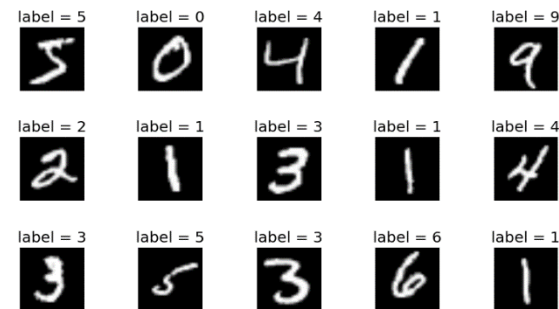 label = 5 label = 0 label = 4 label = 1 label = 9
5 0 4 1 9
label = 2 label = 1 label = 3 label = 1 label = 4
2 1 3 1 4
label = 3 label = 5 label = 3 label = 6 label = 1
3 5 3 6 1